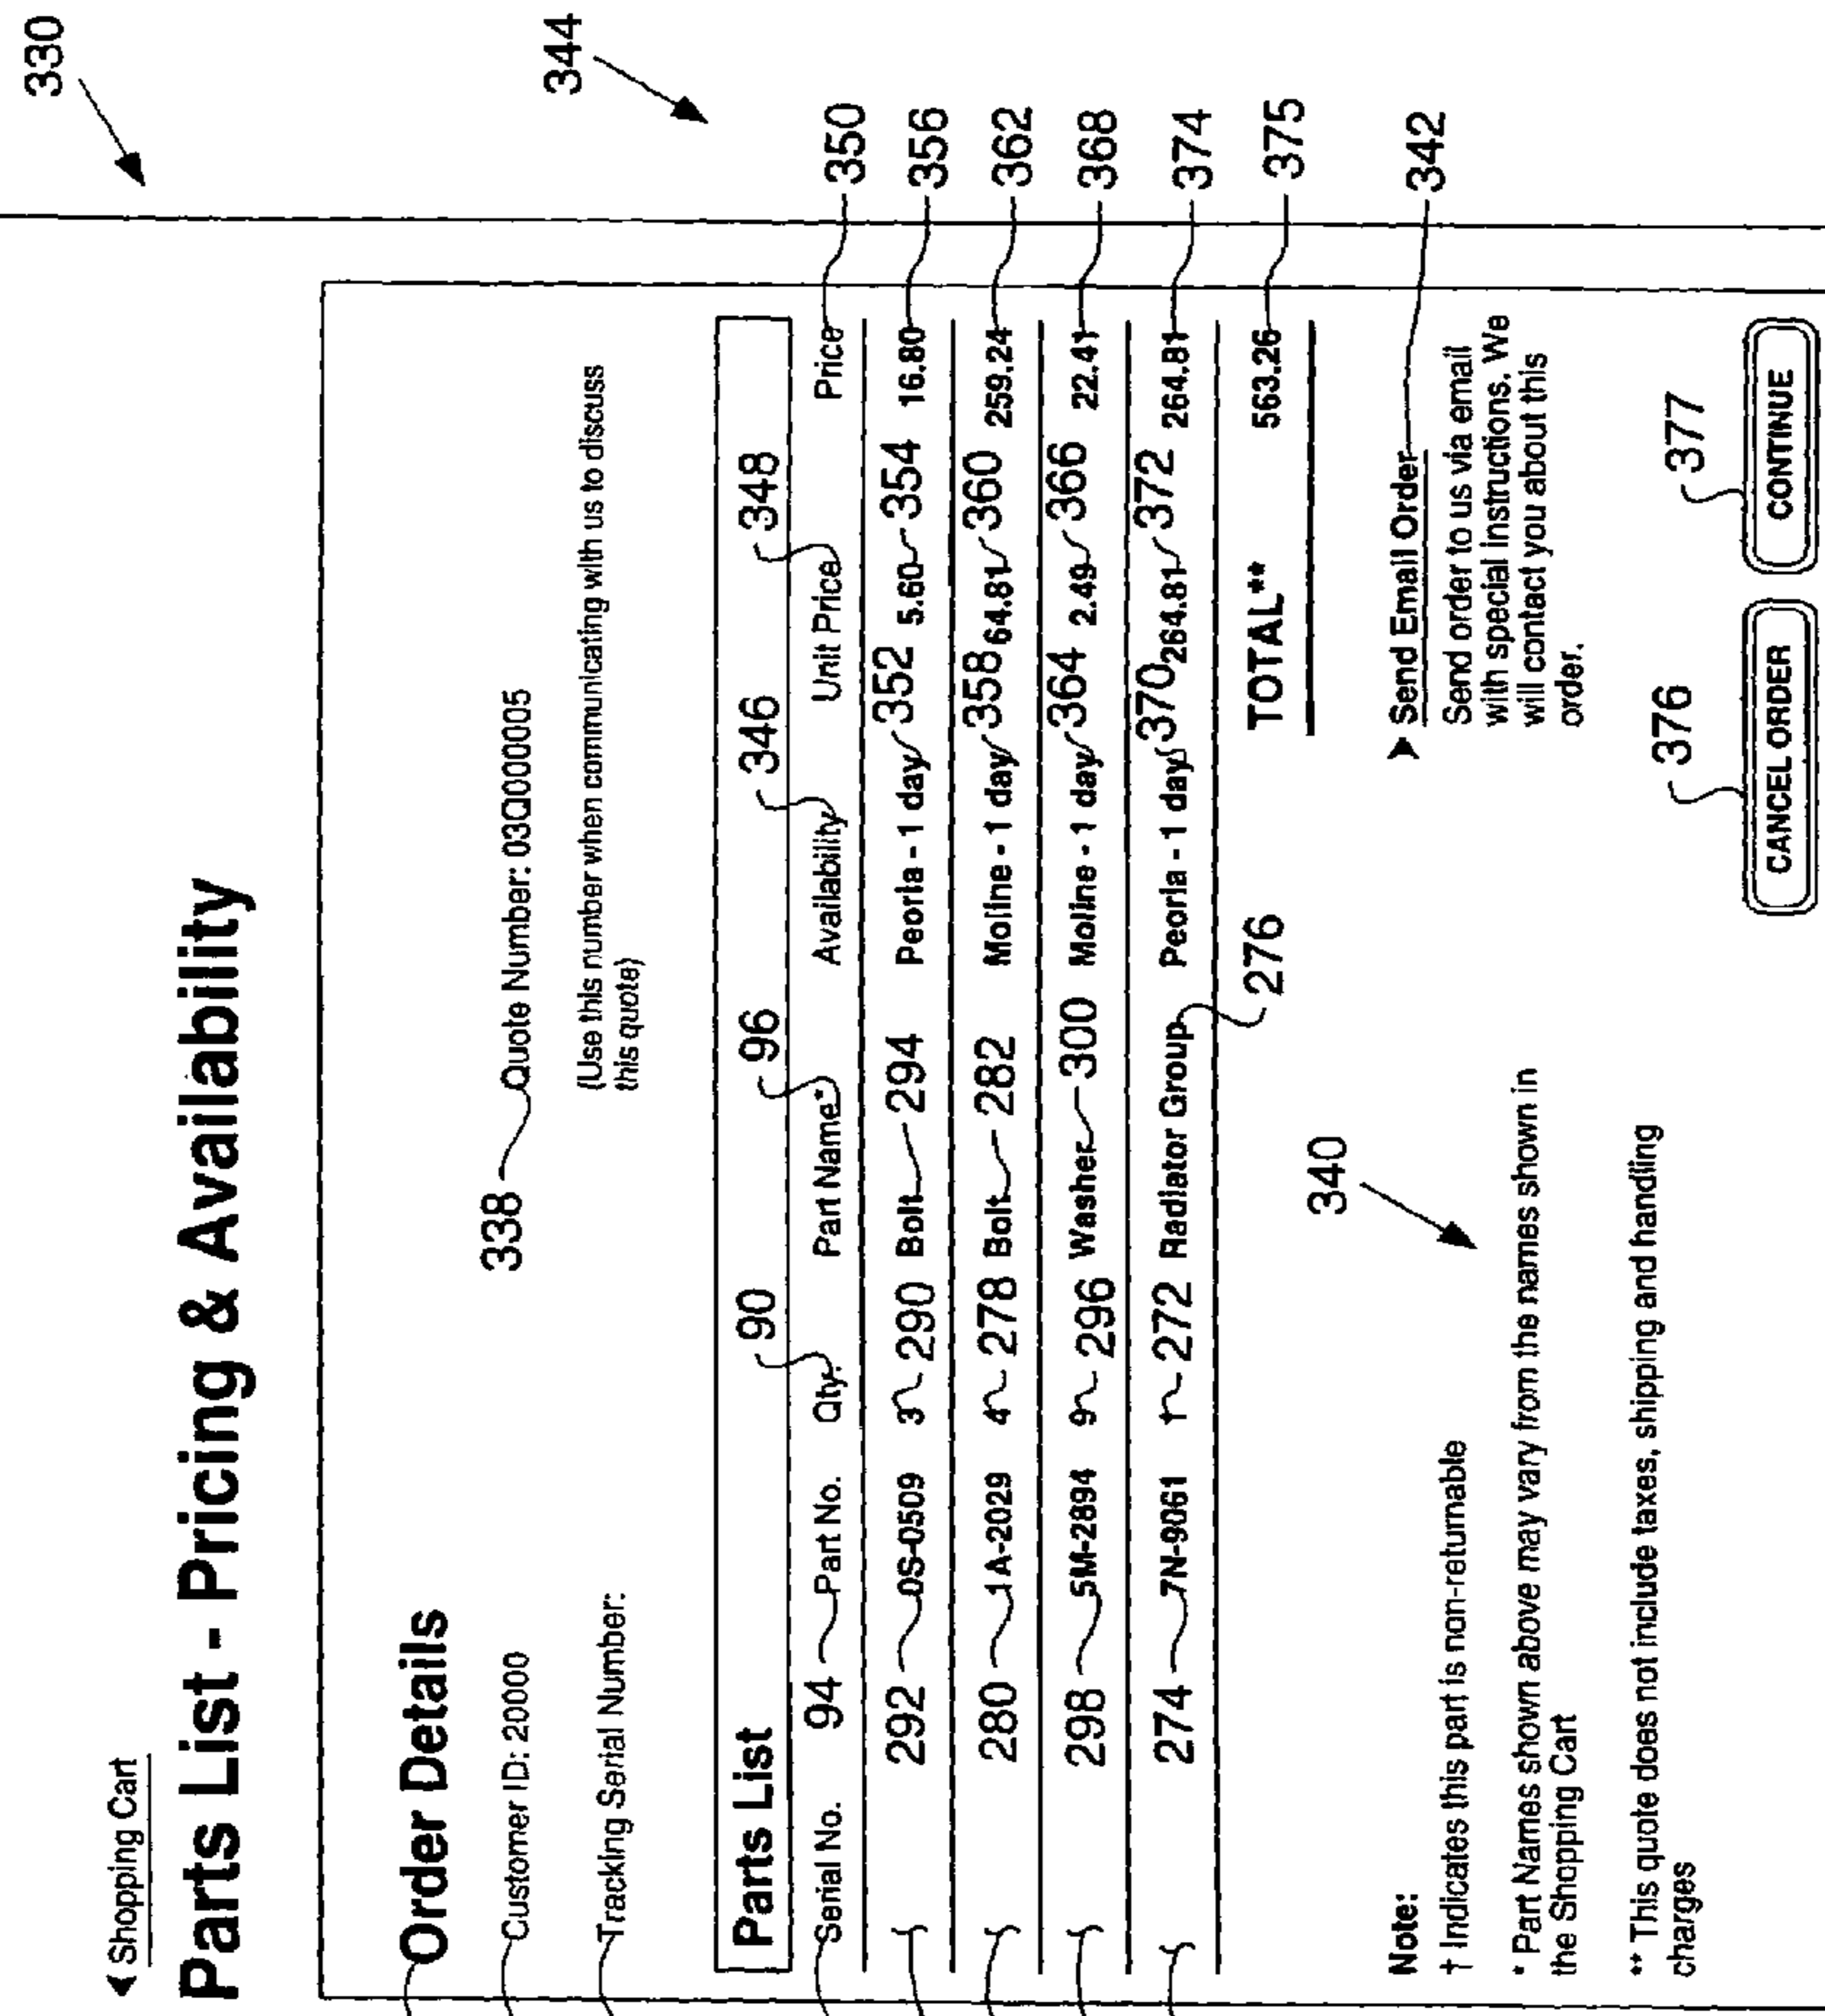 330
◀ Shopping Cart
Parts List - Pricing & Availability
344
Order Details
Customer ID: 20000
338 Quote Number: 03Q000005
Tracking Serial Number:
(Use this number when communicating with us to discuss
this quote)
90 96 346 348
Parts List
Serial No. 94 Part No. Qty. Part Name* Availability Unit Price Price 350
292 0S-0509 3 290 Bolt 294 Peoria - 1 day 352 5.60 354 16.80 356
280 1A-2029 4 278 Bolt 282 Moline - 1 day 358 64.81 360 259.24 362
298 5M-2894 9 296 Washer 300 Moline - 1 day 364 2.49 366 22.41 368
274 7N-9061 1 272 Radiator Group 276 Peoria - 1 day 370 264.81 372 264.81 374
TOTAL** 563.26 375
340
Note:
† Indicates this part is non-returnable
* Part Names shown above may vary from the names shown in
the Shopping Cart
** This quote does not include taxes, shipping and handling
charges
➤ Send Email Order 342
Send order to us via email
with special instructions. We
will contact you about this
order.
376 377
CANCEL ORDER CONTINUE